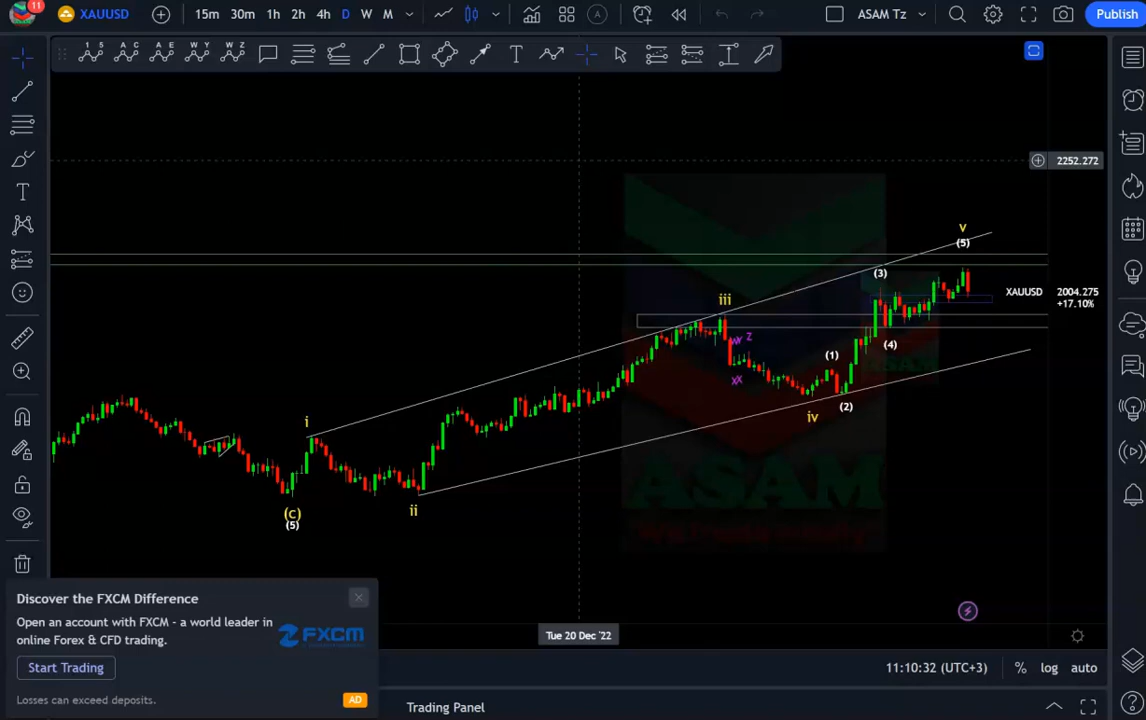 11
XAUUSD
15m 30m 1h 2h 4h D W M
ASAM Tz
Publish
1 5
A C
A E
W Y
W Z
T
2252.272
v
(5)
(3)
XAUUSD 2004.275
+17.10%
iii
W Y Z
(1)
(4)
X X
(2)
i
iv
(C)
(5)
ii
ASAM
Discover the FXCM Difference
Open an account with FXCM - a world leader in
online Forex & CFD trading.
FXCM
Start Trading
Losses can exceed deposits.
AD
Tue 20 Dec '22
11:10:32 (UTC+3) % log auto
Trading Panel